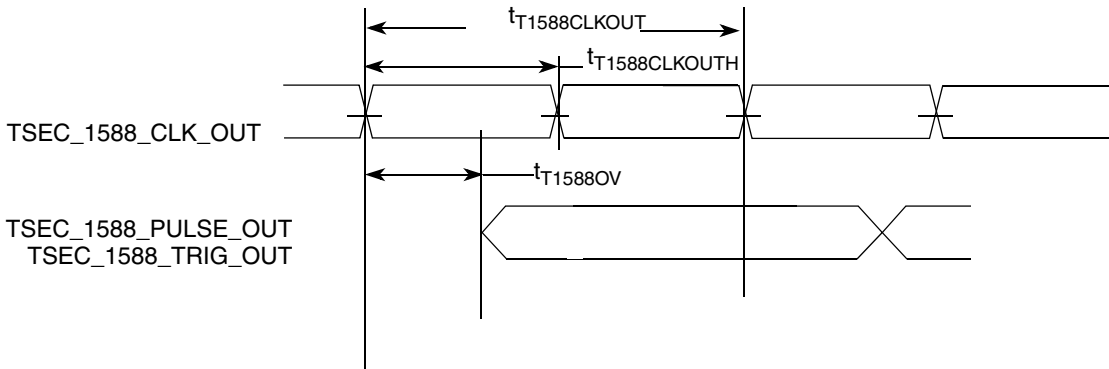 tT1588CLKOUT
tT1588CLKOUTH
TSEC_1588_CLK_OUT
tT1588OV
TSEC_1588_PULSE_OUT
TSEC_1588_TRIG_OUT